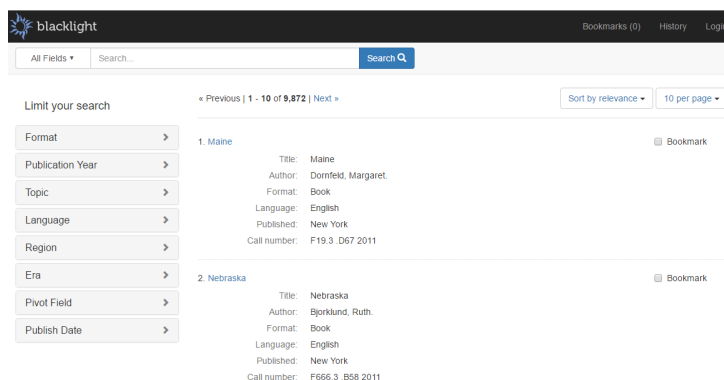 blacklight
Bookmarks (0) History Login
All Fields Search... Search
Limit your search
Format
Publication Year
Topic
Language
Region
Era
Pivot Field
Publish Date
« Previous | 1 - 10 of 9,872 | Next »
Sort by relevance 10 per page
1. Maine
Bookmark
Title: Maine
Author: Dornfeld, Margaret.
Format: Book
Language: English
Published: New York
Call number: F19.3 .D67 2011
2. Nebraska
Bookmark
Title: Nebraska
Author: Bjorklund, Ruth.
Format: Book
Language: English
Published: New York
Call number: F666.3 .B58 2011